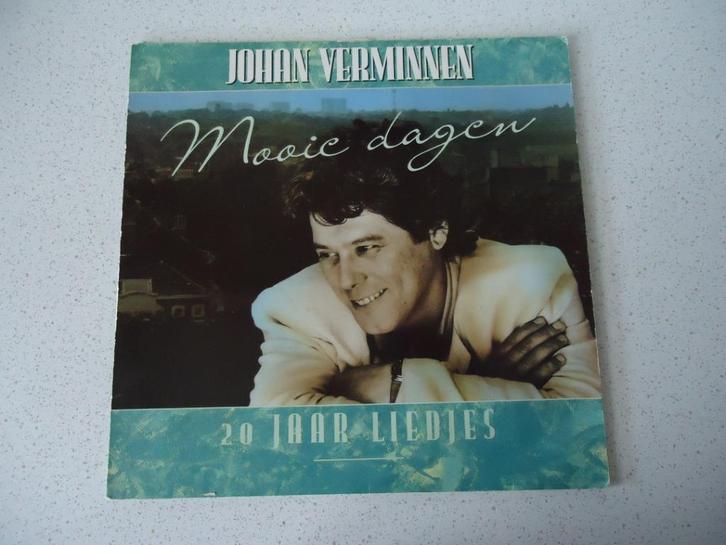 JOHAN VERMINNEN
Mooie dagen
20 JAAR LIEDJES